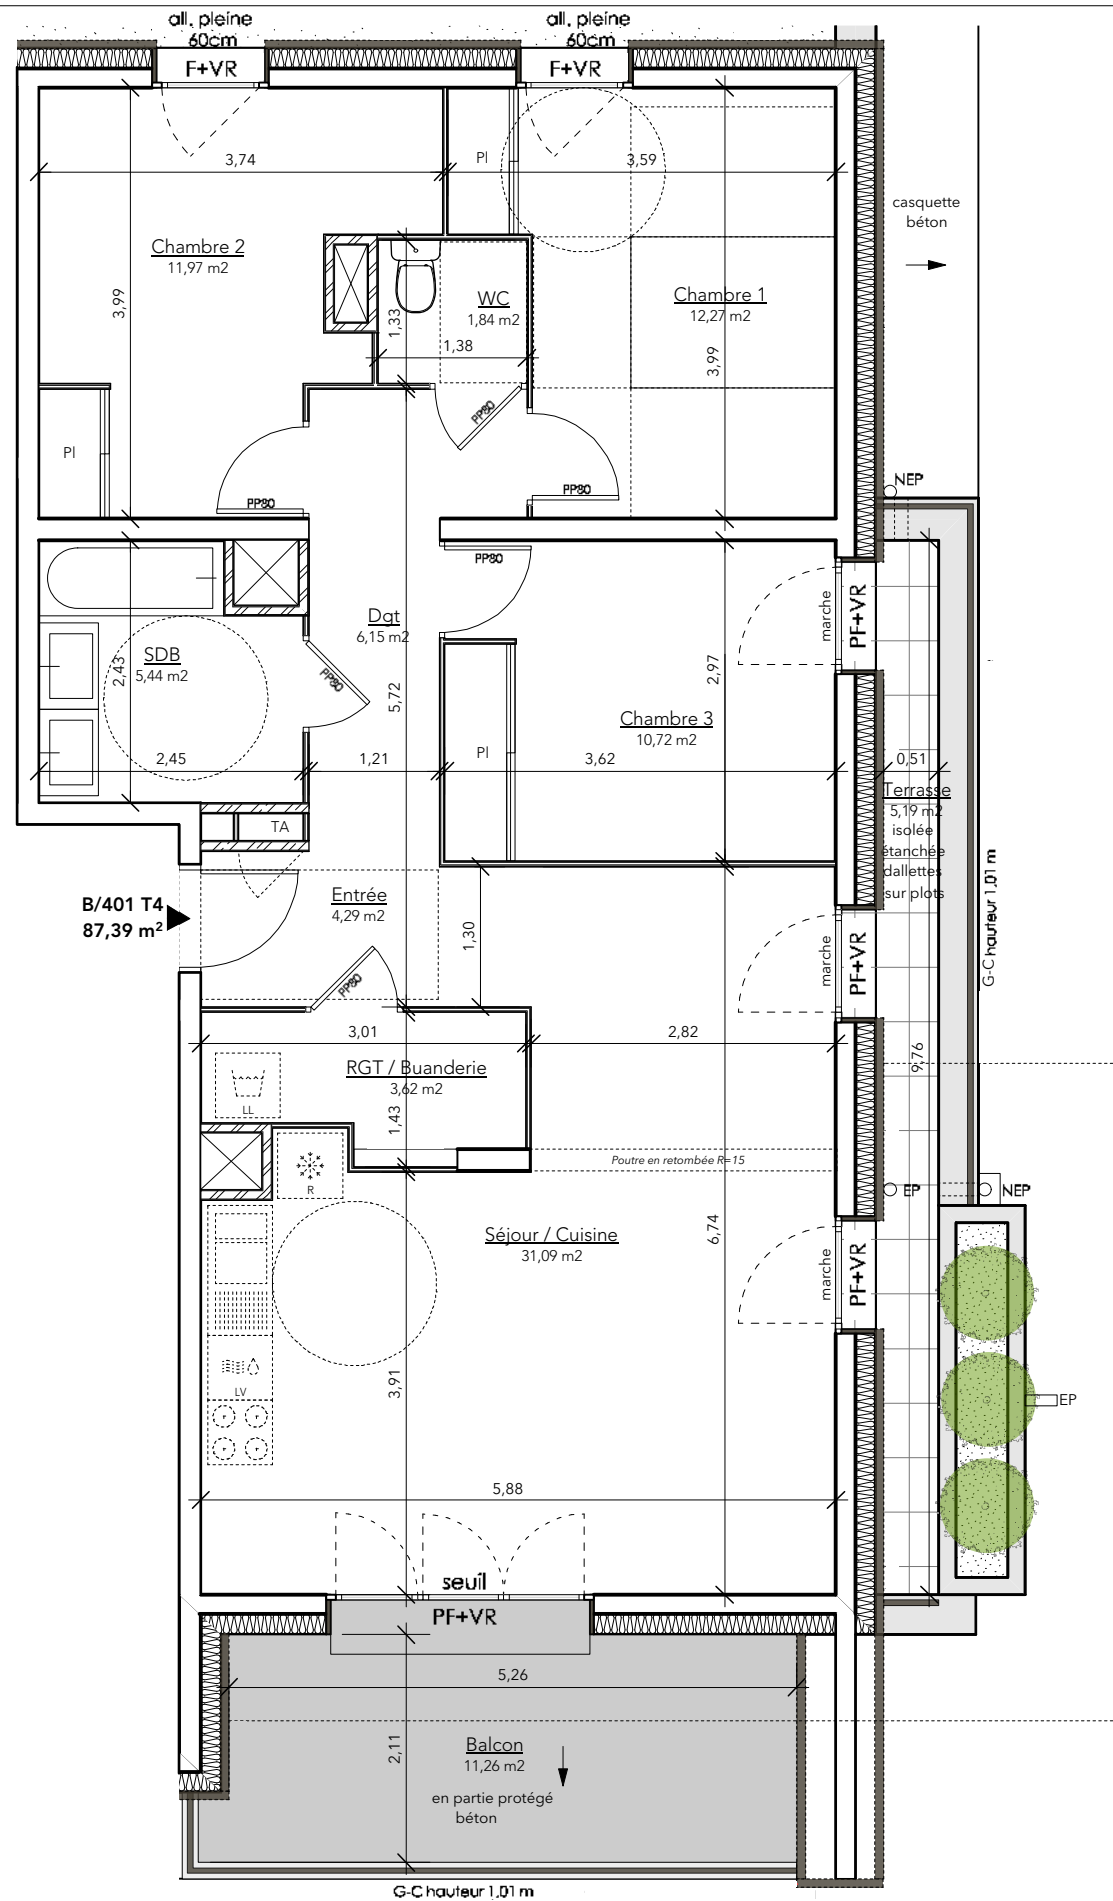 all. pleine
60cm
F+VR
all. pleine
60cm
F+VR
3,74
Pl
3,59
casquette
béton
Chambre 2
11,97 m2
3,99
WC
1,84 m2
1,33
1,38
Chambre 1
12,27 m2
3,99
PP80
Pl
PP80
PP80
NEP
PP80
Dgt
6,15 m2
marche
PF+VR
SDB
5,44 m2
2,43
PP80
5,72
2,97
Chambre 3
10,72 m2
2,45
1,21
Pl
3,62
0,51
Terrasse
5,19 m2
isolée
étanchée
dallettes
sur plots
TA
G-C hauteur 1,01 m
B/401 T4
87,39 m²
Entrée
4,29 m2
1,30
marche
PF+VR
PP80
3,01
2,82
9,76
RGT / Buanderie
3,62 m2
LL
1,43
Poutre en retombée R=15
R
EP
NEP
Séjour / Cuisine
31,09 m2
6,74
marche
PF+VR
LV
3,91
EP
5,88
seuil
PF+VR
5,26
2,11
Balcon
11,26 m2
en partie protégé
béton
G-C hauteur 1,01 m